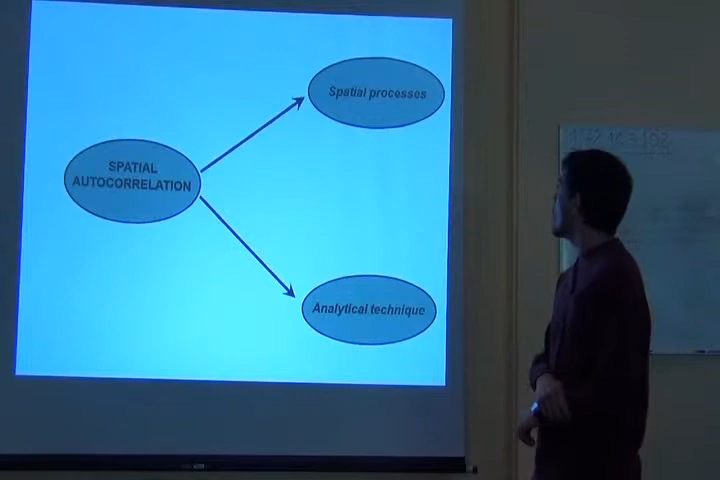 Spatial processes
SPATIAL
AUTOCORRELATION
Analytical technique